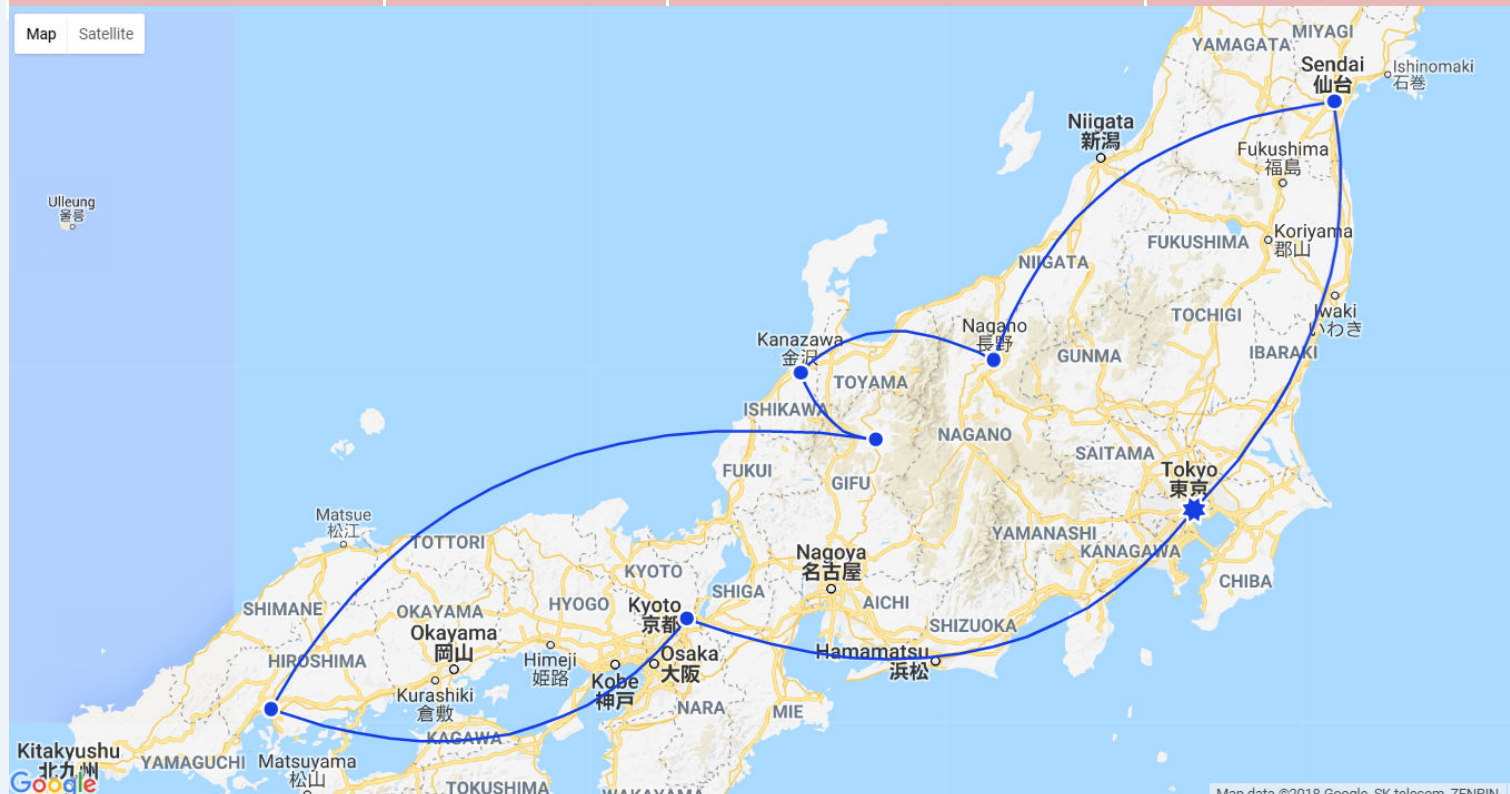 Map
Satellite
MIYAGI
YAMAGATA
Sendai
仙台
Ishinomaki
石巻
Niigata
新潟
Fukushima
福島
Ulleung
울릉
Koriyama
郡山
FUKUSHIMA
NIIGATA
Iwaki
いわき
TOCHIGI
Nagano
長野
Kanazawa
金沢
GUNMA
IBARAKI
TOYAMA
ISHIKAWA
NAGANO
SAITAMA
FUKUI
GIFU
Tokyo
東京
Matsue
松江
TOTTORI
YAMANASHI
KANAGAWA
Nagoya
名古屋
KYOTO
CHIBA
SHIGA
SHIMANE
OKAYAMA
HYOGO
Kyoto
京都
AICHI
SHIZUOKA
Okayama
岡山
HIROSHIMA
Himeji
姫路
Osaka
大阪
Hamamatsu
浜松
Kobe
神戸
Kurashiki
倉敷
NARA
MIE
KAGAWA
Kitakyushu
北九州
YAMAGUCHI
Matsuyama
松山
TOKUSHIMA
WAKAYAMA
Google
Map data ©2018 Google, SK telecom, ZENRIN